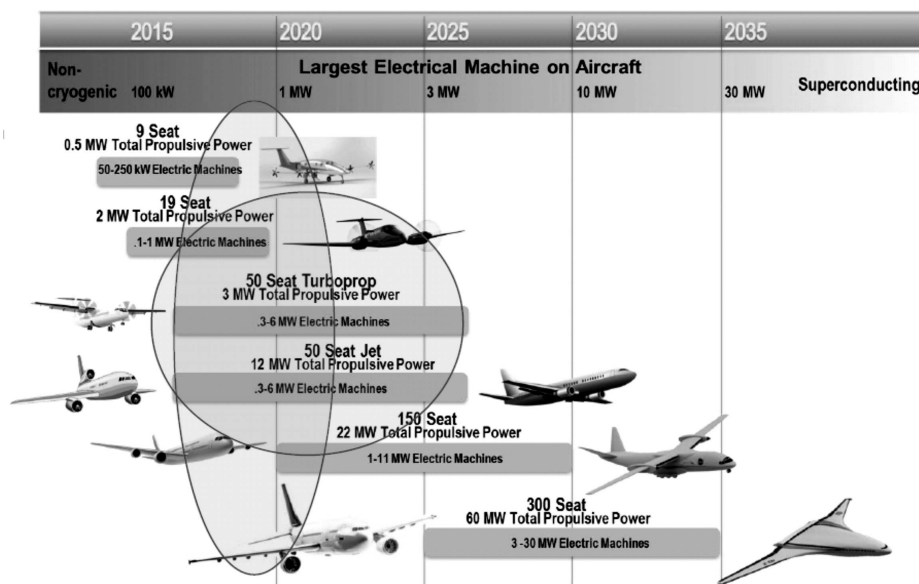 2015 2020 2025 2030 2035
Largest Electrical Machine on Aircraft
Non-
cryogenic 100 kW 1 MW 3 MW 10 MW 30 MW Superconducting
9 Seat
0.5 MW Total Propulsive Power
50-250 kW Electric Machines
19 Seat
2 MW Total Propulsive Power
.1-1 MW Electric Machines
50 Seat Turboprop
3 MW Total Propulsive Power
.3-6 MW Electric Machines
50 Seat Jet
12 MW Total Propulsive Power
.3-6 MW Electric Machines
150 Seat
22 MW Total Propulsive Power
1-11 MW Electric Machines
300 Seat
60 MW Total Propulsive Power
3 -30 MW Electric Machines